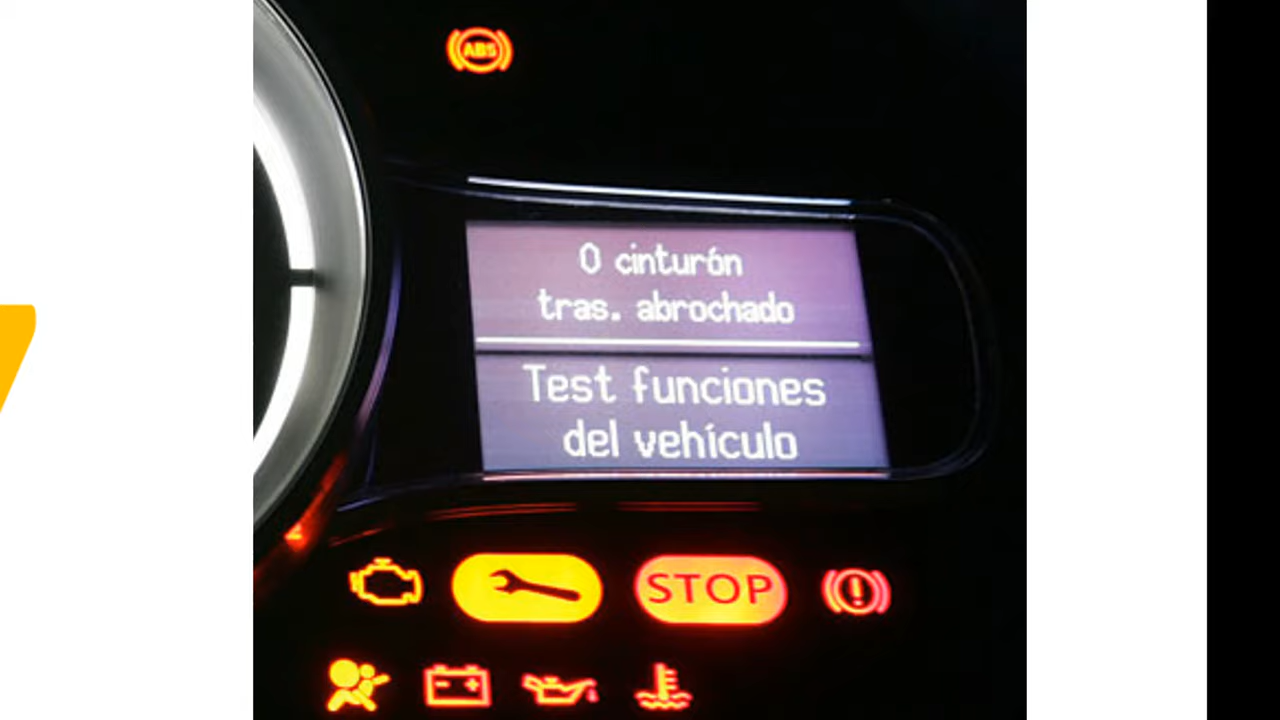 ABS
0 cinturón
tras. abrochado
Test funciones
del vehículo
STOP